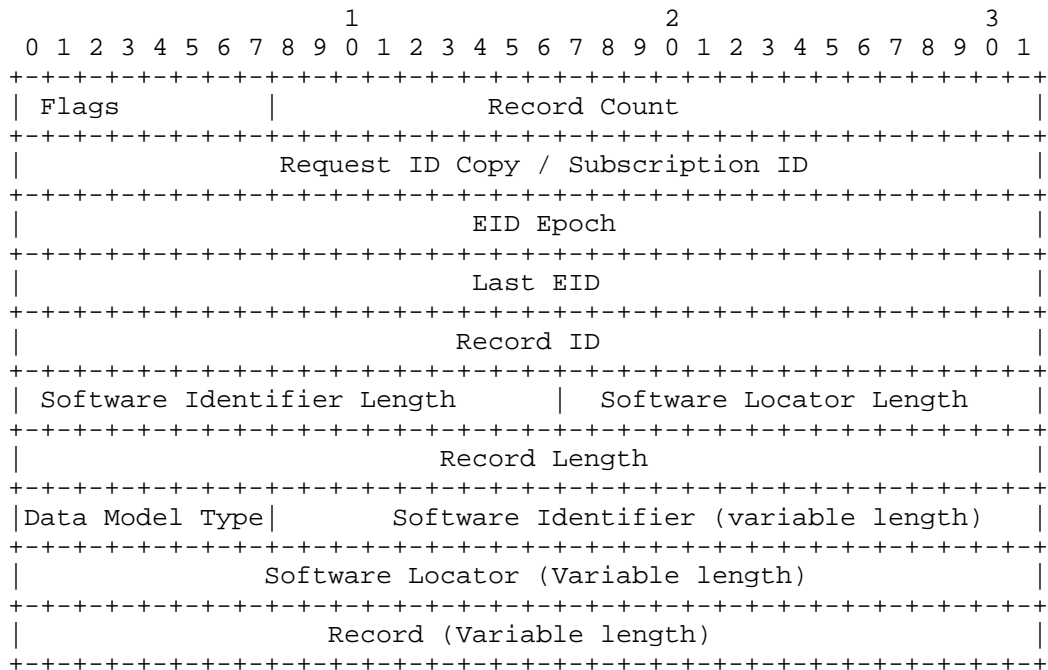 1                   2                   3
 0 1 2 3 4 5 6 7 8 9 0 1 2 3 4 5 6 7 8 9 0 1 2 3 4 5 6 7 8 9 0 1
+-+-+-+-+-+-+-+-+-+-+-+-+-+-+-+-+-+-+-+-+-+-+-+-+-+-+-+-+-+-+-+-+
| Flags         |             Record Count                      |
+-+-+-+-+-+-+-+-+-+-+-+-+-+-+-+-+-+-+-+-+-+-+-+-+-+-+-+-+-+-+-+-+
|                Request ID Copy / Subscription ID              |
+-+-+-+-+-+-+-+-+-+-+-+-+-+-+-+-+-+-+-+-+-+-+-+-+-+-+-+-+-+-+-+-+
|                            EID Epoch                          |
+-+-+-+-+-+-+-+-+-+-+-+-+-+-+-+-+-+-+-+-+-+-+-+-+-+-+-+-+-+-+-+-+
|                            Last EID                           |
+-+-+-+-+-+-+-+-+-+-+-+-+-+-+-+-+-+-+-+-+-+-+-+-+-+-+-+-+-+-+-+-+
|                           Record ID                           |
+-+-+-+-+-+-+-+-+-+-+-+-+-+-+-+-+-+-+-+-+-+-+-+-+-+-+-+-+-+-+-+-+
| Software Identifier Length      |  Software Locator Length    |
+-+-+-+-+-+-+-+-+-+-+-+-+-+-+-+-+-+-+-+-+-+-+-+-+-+-+-+-+-+-+-+-+
|                          Record Length                        |
+-+-+-+-+-+-+-+-+-+-+-+-+-+-+-+-+-+-+-+-+-+-+-+-+-+-+-+-+-+-+-+-+
|Data Model Type|       Software Identifier (variable length)   |
+-+-+-+-+-+-+-+-+-+-+-+-+-+-+-+-+-+-+-+-+-+-+-+-+-+-+-+-+-+-+-+-+
|               Software Locator (Variable length)              |
+-+-+-+-+-+-+-+-+-+-+-+-+-+-+-+-+-+-+-+-+-+-+-+-+-+-+-+-+-+-+-+-+
|                   Record (Variable length)                    |
+-+-+-+-+-+-+-+-+-+-+-+-+-+-+-+-+-+-+-+-+-+-+-+-+-+-+-+-+-+-+-+-+